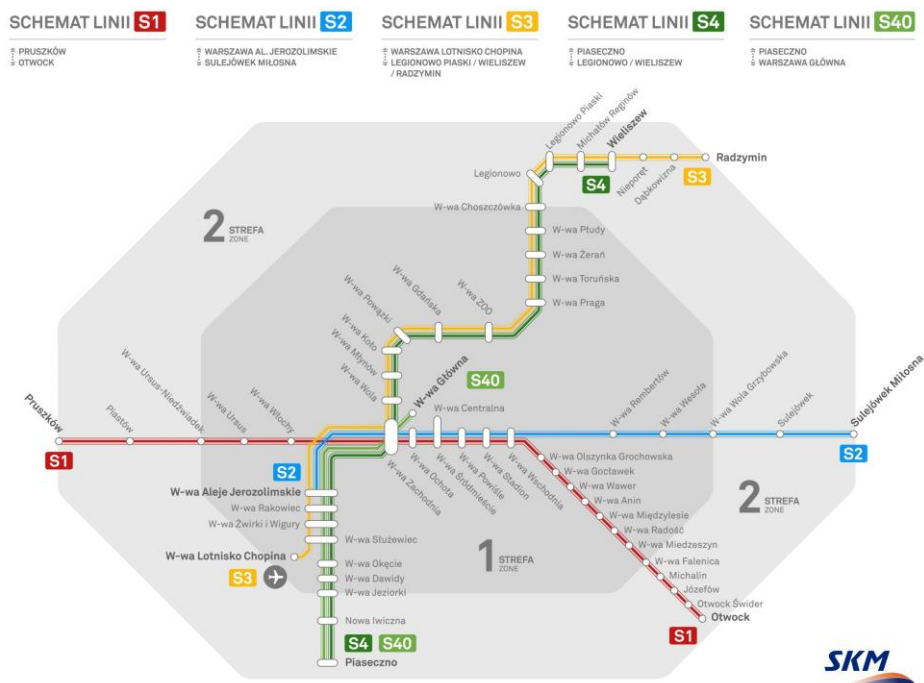 SCHEMAT LINII S1
PRUSZKÓW
OTWOCK
SCHEMAT LINII S2
WARSZAWA AL. JEROZOLIMSKIE
SULEJÓWEK MIŁOSNA
SCHEMAT LINII S3
WARSZAWA LOTNISKO CHOPINA
LEGIONOWO PIASKI / WIELISZEW
/ RADZYMIN
SCHEMAT LINII S4
PIASECZNO
LEGIONOWO / WIELISZEW
SCHEMAT LINII S40
PIASECZNO
WARSZAWA GŁÓWNA
Legionowo Piaski
Michałów Reginów
Wieliszew
Radzymin
S3
Dąbkowizna
Nieporęt
S4
Legionowo
W-wa Choszczówka
2 STREFA
ZONE
W-wa Płudy
W-wa Żerań
W-wa Toruńska
W-wa Praga
W-wa ZOO
W-wa Gdańska
W-wa Powązki
W-wa Koło
W-wa Młynów
W-wa Wola
W-wa Główna
S40
W-wa Centralna
Pruszków
S1
Piastów
W-wa Ursus-Niedźwiadek
W-wa Ursus
W-wa Włochy
W-wa Zachodnia
W-wa Ochota
W-wa Śródmieście
W-wa Powiśle
W-wa Stadion
W-wa Wschodnia
W-wa Rembertów
W-wa Wesoła
W-wa Wola Grzybowska
Sulejówek
Sulejówek Miłosna
S2
S2
W-wa Aleje Jerozolimskie
W-wa Rakowiec
W-wa Żwirki i Wigury
W-wa Służewiec
W-wa Lotnisko Chopina
S3
W-wa Okęcie
W-wa Dawidy
W-wa Jeziorki
Nowa Iwiczna
S4 S40
Piaseczno
1 STREFA
ZONE
2 STREFA
ZONE
W-wa Olszynka Grochowska
W-wa Gocławek
W-wa Wawer
W-wa Anin
W-wa Międzylesie
W-wa Radość
W-wa Miedzeszyn
W-wa Falenica
Michalin
Józefów
Otwock Świder
Otwock
S1
SKM